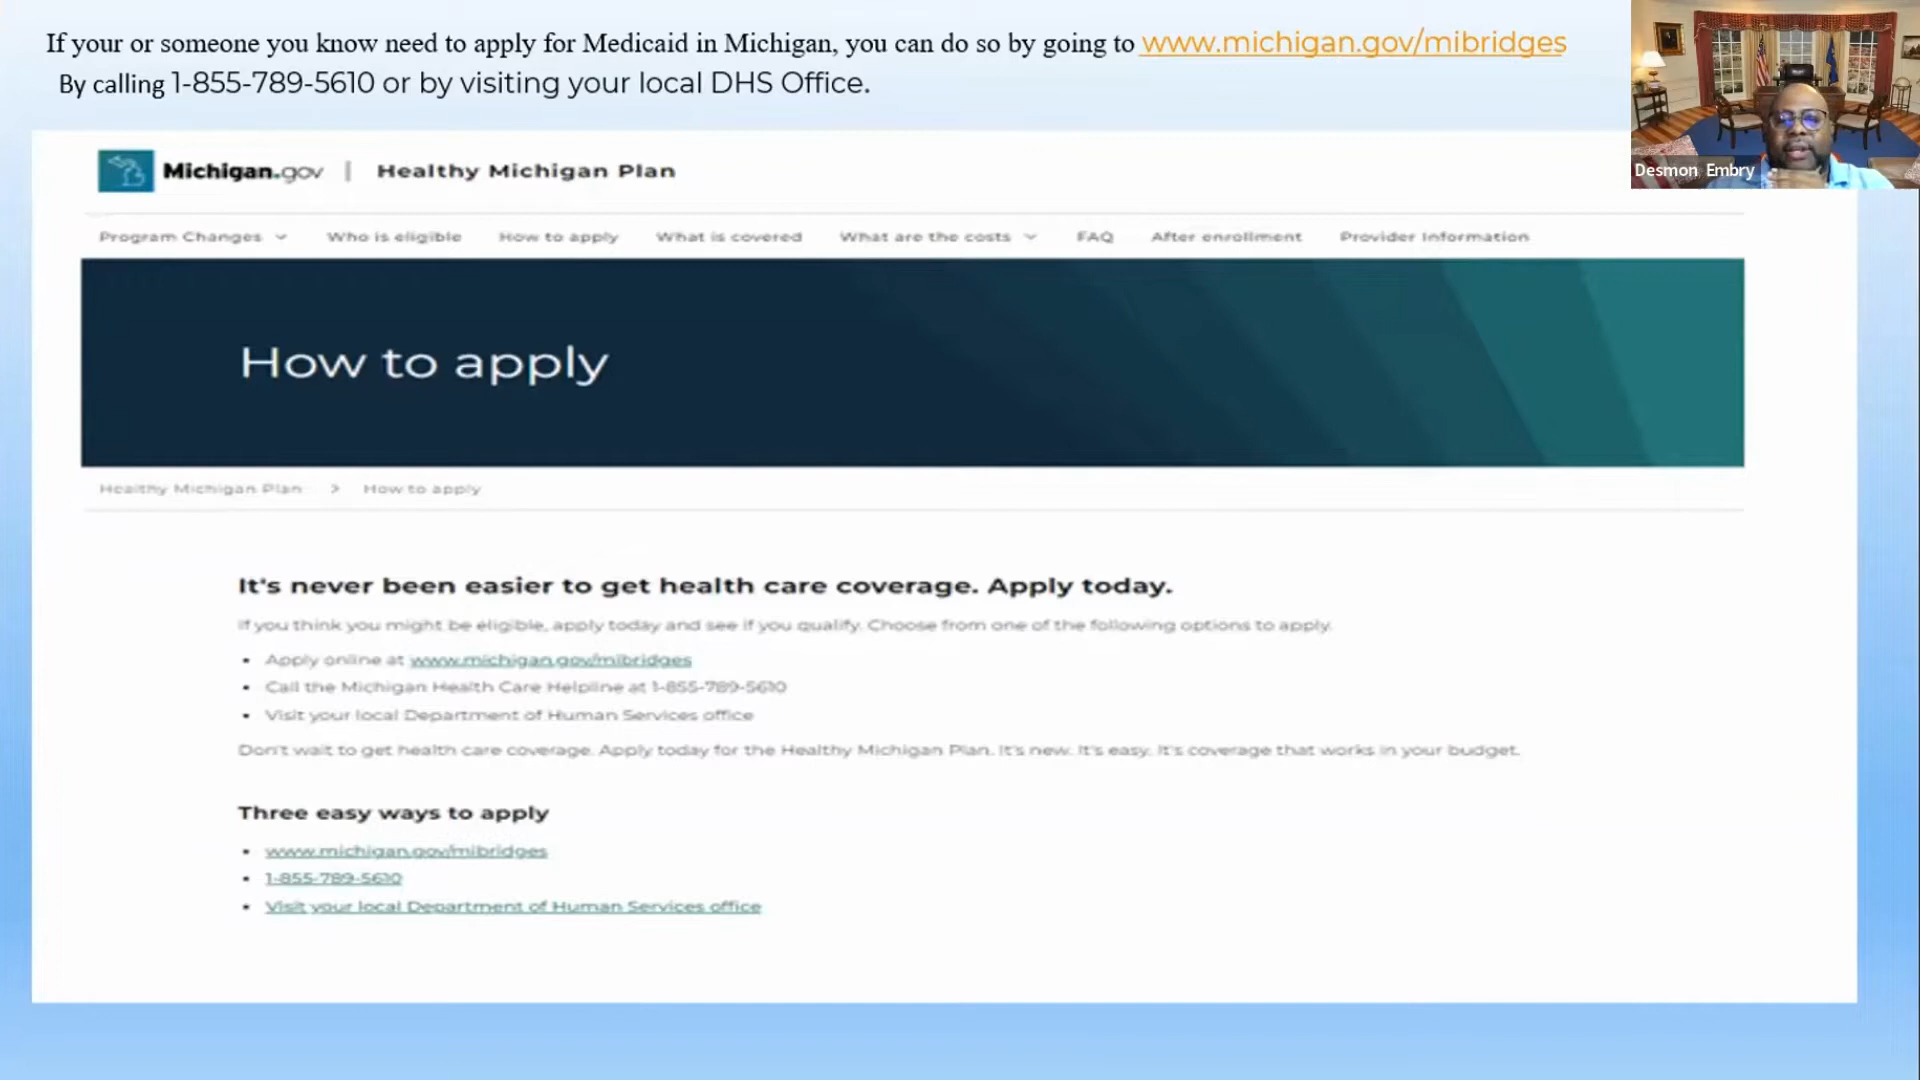 If your or someone you know need to apply for Medicaid in Michigan, you can do so by going to www.michigan.gov/mibridges
By calling 1-855-789-5610 or by visiting your local DHS Office.
Desmon Embry
Michigan.gov | Healthy Michigan Plan
Program Changes Who is eligible How to apply What is covered What are the costs FAQ After enrollment Provider Information
How to apply
Healthy Michigan Plan > How to apply
It's never been easier to get health care coverage. Apply today.
If you think you might be eligible, apply today and see if you qualify. Choose from one of the following options to apply.
• Apply online at www.michigan.gov/mibridges
• Call the Michigan Health Care Helpline at 1-855-789-5610
• Visit your local Department of Human Services office
Don't wait to get health care coverage. Apply today for the Healthy Michigan Plan. It's new. It's easy. It's coverage that works in your budget.
Three easy ways to apply
• www.michigan.gov/mibridges
• 1-855-789-5610
• Visit your local Department of Human Services office